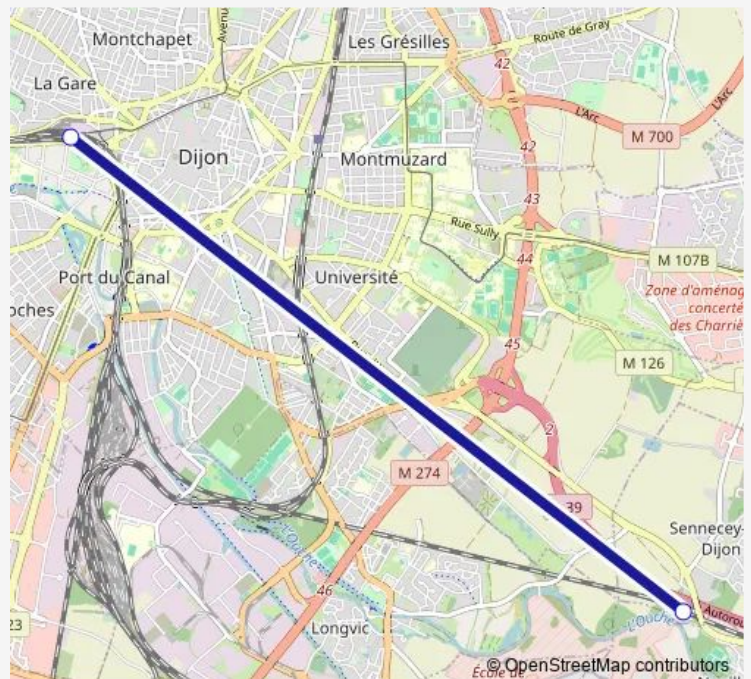 Montchapet
Avenu
Les Grésilles
Route de Gray
42
La Gare
L'Arc
L'Arc
M 700
Dijon
Montmuzard
42
43
Rue Sully
44
M 107B
Port du Canal
Université
Zone d'aménag
concerté
des Charriè
oches
45
M 126
2
M 274
39
Sennecey-
Dijon
L'Ouche
46
Autorou
L'Ouche
23
Longvic
École de
© OpenStreetMap contributors